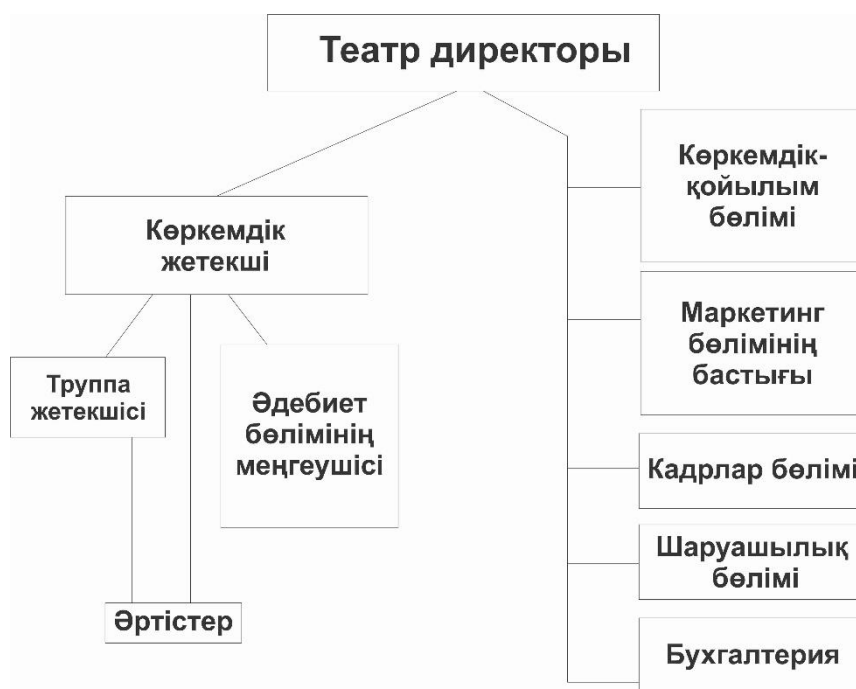 Театр директоры
Көркемдік
жетекші
Труппа
жетекшісі
Әдебиет
бөлімінің
меңгеушісі
Әртістер
Көркемдік-
қойылым
бөлімі
Маркетинг
бөлімінің
бастығы
Кадрлар бөлімі
Шаруашылық
бөлімі
Бухгалтерия